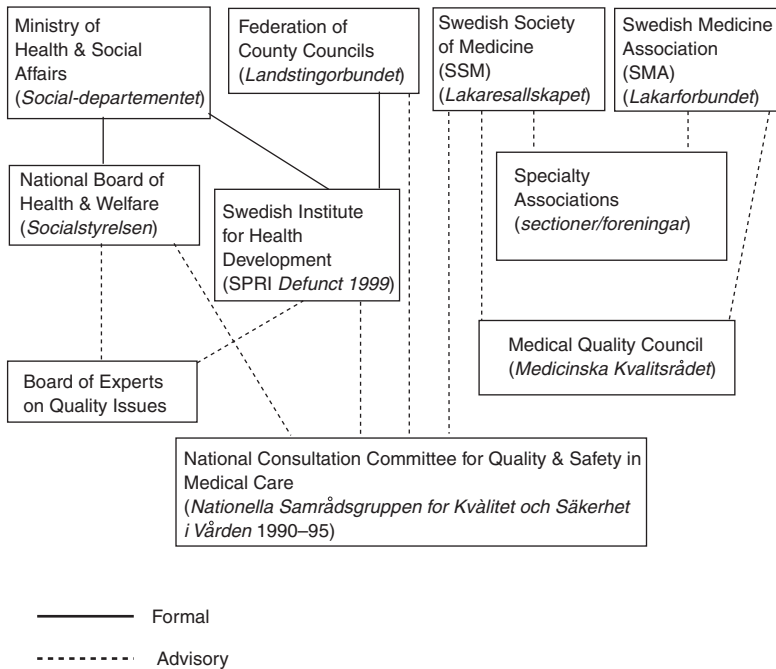 Ministry of
Health & Social
Affairs
(Social-departementet)
Federation of
County Councils
(Landstingorbundet)
Swedish Society
of Medicine
(SSM)
(Lakaresallskapet)
Swedish Medicine
Association
(SMA)
(Lakarforbundet)
National Board of
Health & Welfare
(Socialstyrelsen)
Swedish Institute
for Health
Development
(SPRI Defunct 1999)
Specialty
Associations
(sectioner/foreningar)
Medical Quality Council
(Medicinska Kvalitsrådet)
Board of Experts
on Quality Issues
National Consultation Committee for Quality & Safety in
Medical Care
(Nationella Samrådsgruppen for Kvàlitet och Säkerhet
i Vården 1990–95)
Formal
Advisory